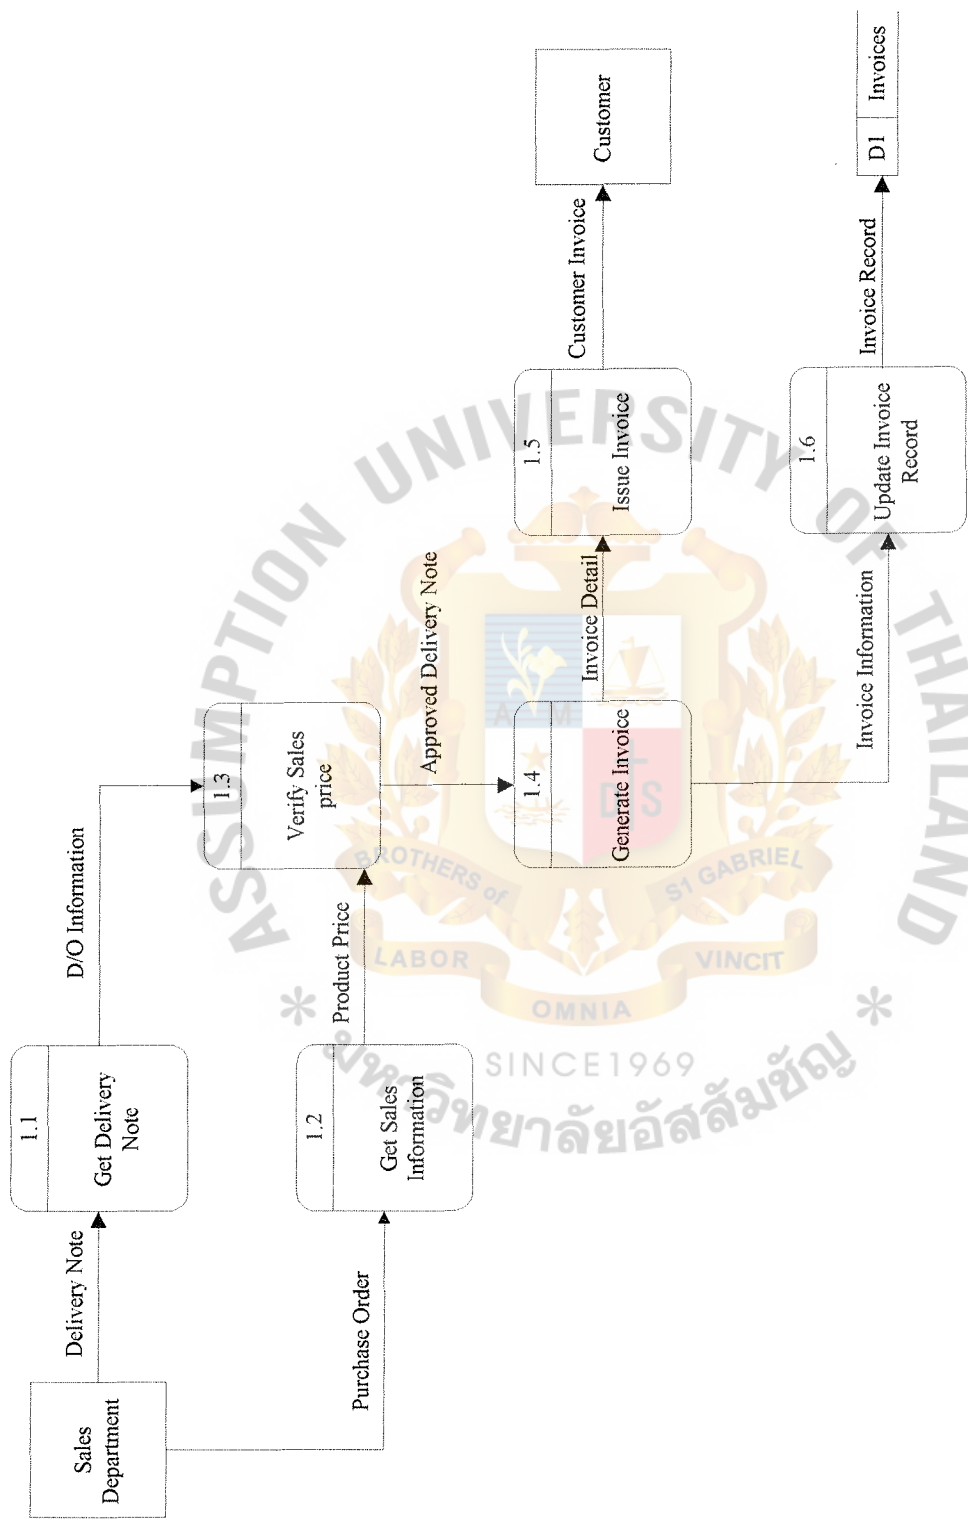 Sales
Department
Delivery Note
Purchase Order
1.1
Get Delivery
Note
1.2
Get Sales
Information
D/O Information
Product Price
1.3
Verify Sales
price
Approved Delivery Note
1.4
Generate Invoice
Invoice Detail
Invoice Information
1.5
Issue Invoice
1.6
Update Invoice
Record
Customer Invoice
Invoice Record
Customer
D1
Invoices
ASSUMPTION UNIVERSITY OF THAILAND
A M
D S
BROTHERS of
S1 GABRIEL
LABOR
OMNIA
VINCIT
SINCE1969
* มหาวิทยาลัยอัสสัมชัญ *